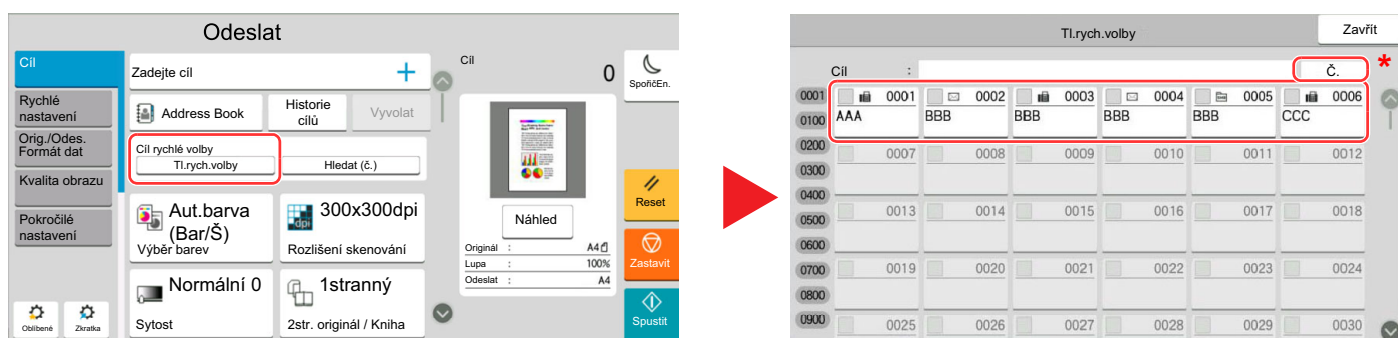 Odeslat
Cíl
Zadejte cíl
+
Cíl
0
SpořičEn.
Rychlé
nastavení
Address Book
Historie
cílů
Vyvolat
Orig./Odes.
Formát dat
Cíl rychlé volby
Tl.rych.volby
Hledat (č.)
Kvalita obrazu
Reset
Pokročilé
nastavení
Aut.barva
(Bar/Š)
Výběr barev
dpi
300x300dpi
Rozlišení skenování
Náhled
Originál : A4
Lupa : 100%
Odeslat : A4
Zastavit
Normální 0
Sytost
1stranný
2str. originál / Kniha
Oblíbené
Zkratka
Spustit
Tl.rych.volby
Zavřít
Cíl :
Č.
*
0001
0100
0200
0300
0400
0500
0600
0700
0800
0900
0001 0002 0003 0004 0005 0006
AAA BBB BBB BBB BBB CCC
0007 0008 0009 0010 0011 0012
0013 0014 0015 0016 0017 0018
0019 0020 0021 0022 0023 0024
0025 0026 0027 0028 0029 0030